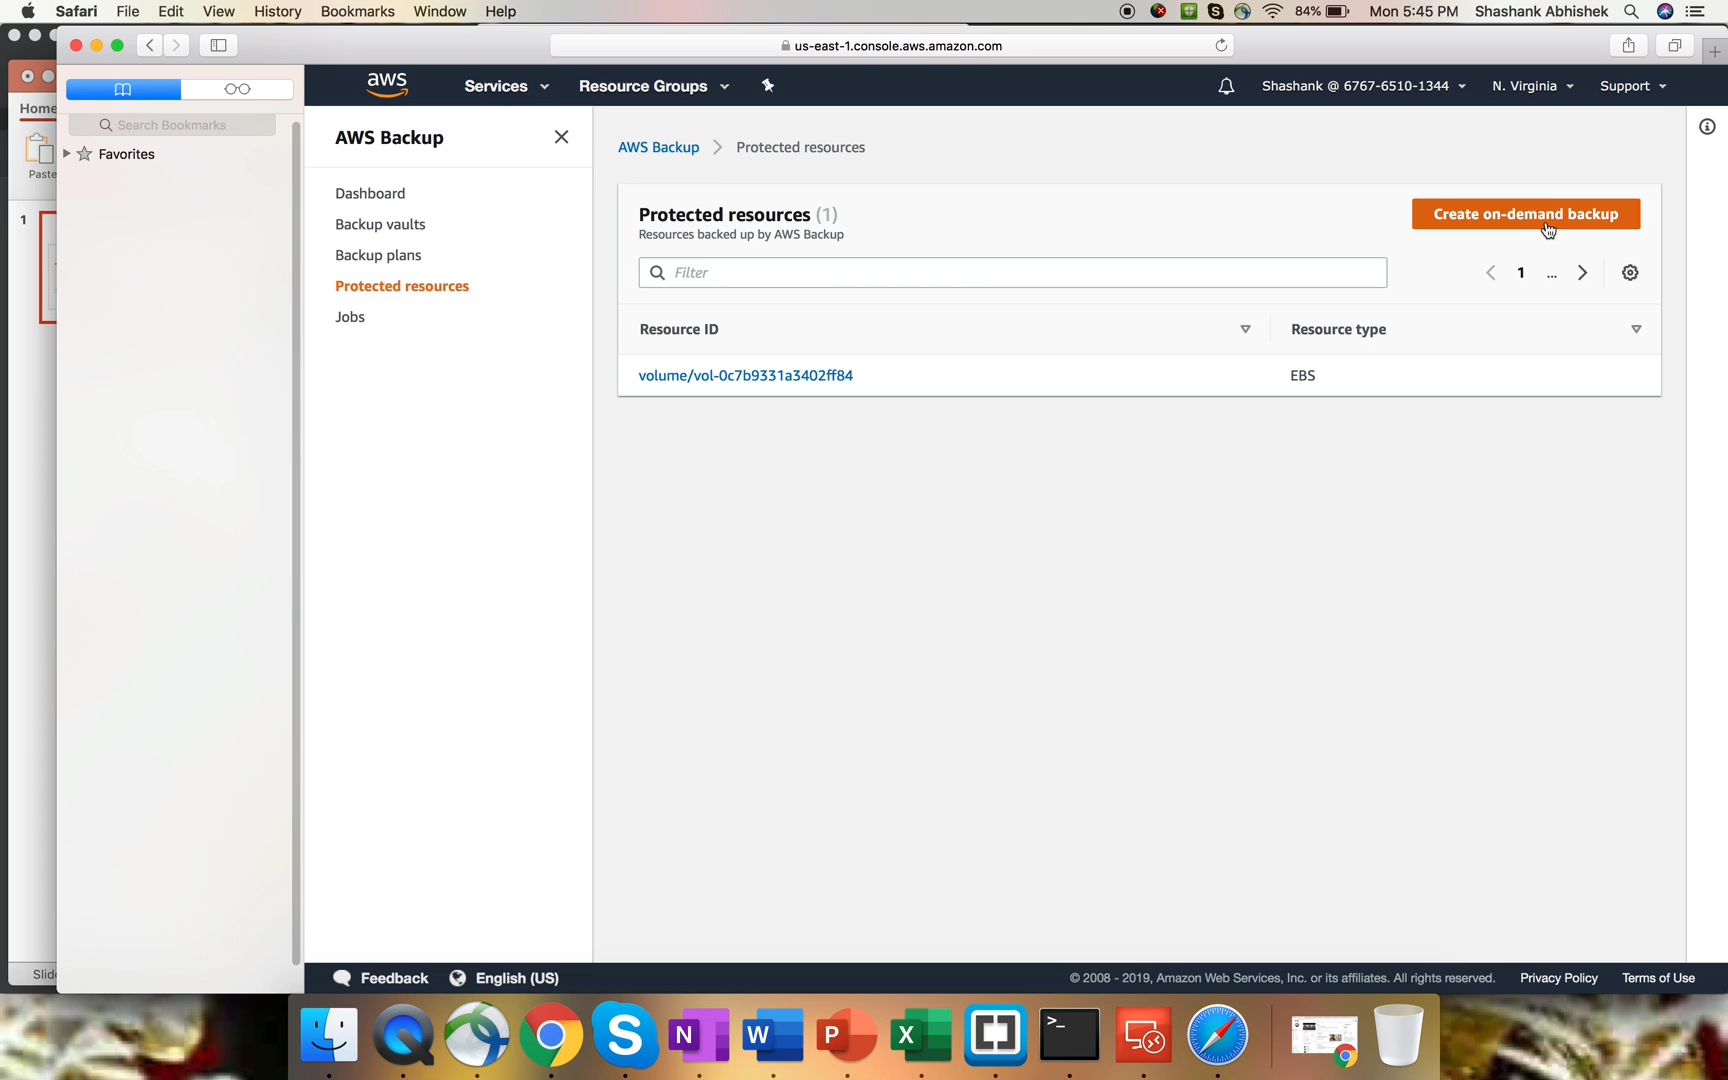 Safari File Edit View History Bookmarks Window Help 84% Mon 5:45 PM Shashank Abhishek
us-east-1.console.aws.amazon.com
Home
Paste
1
Search Bookmarks
Favorites
aws Services Resource Groups Shashank @ 6767-6510-1344 N. Virginia Support
AWS Backup
Dashboard
Backup vaults
Backup plans
Protected resources
Jobs
AWS Backup Protected resources
Protected resources (1)
Resources backed up by AWS Backup
Create on-demand backup
Filter
1 ...
Resource ID Resource type
volume/vol-0c7b9331a3402ff84 EBS
Feedback English (US) © 2008 - 2019, Amazon Web Services, Inc. or its affiliates. All rights reserved. Privacy Policy Terms of Use
S N W P X >_